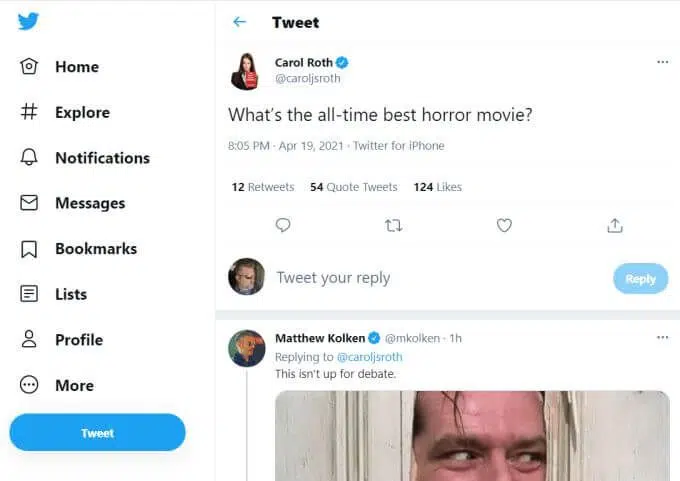 Home
Explore
Notifications
Messages
Bookmarks
Lists
Profile
More
Tweet
Tweet
Carol Roth
@caroljsroth
What's the all-time best horror movie?
8:05 PM · Apr 19, 2021 · Twitter for iPhone
12 Retweets 54 Quote Tweets 124 Likes
Tweet your reply
Reply
Matthew Kolken @mkolken · 1h
Replying to @caroljsroth
This isn't up for debate.